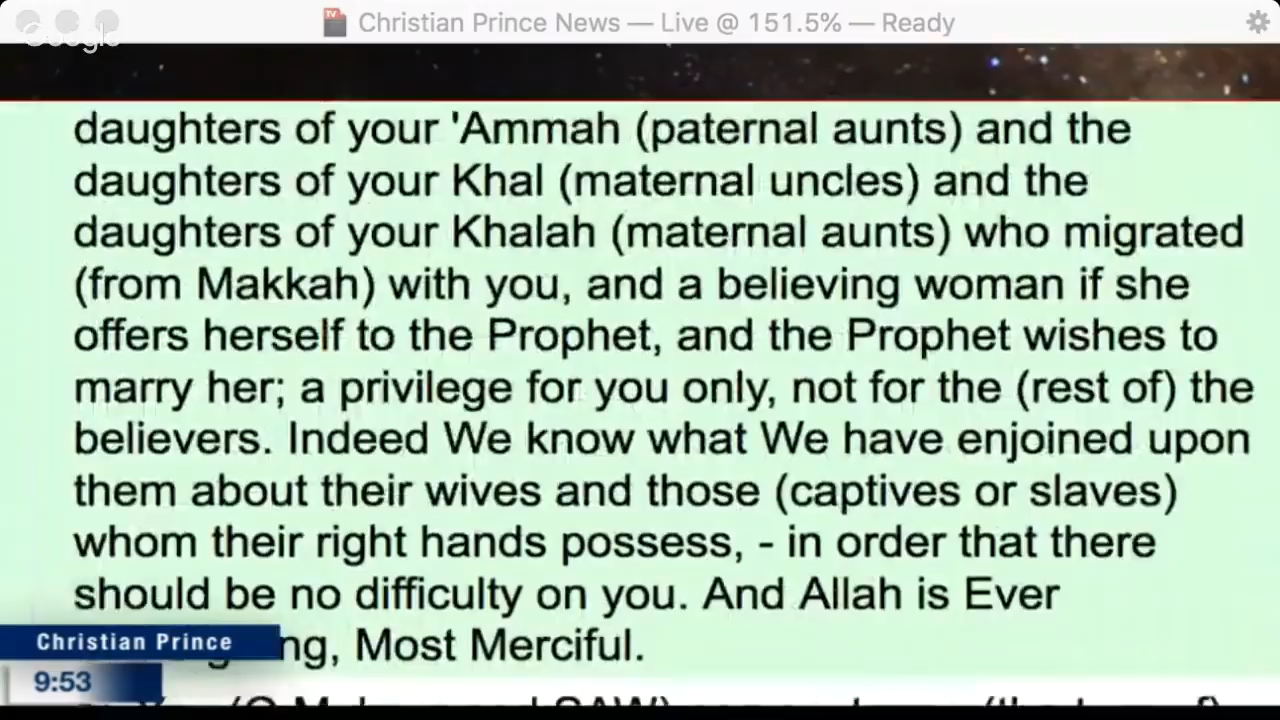 Christian Prince News — Live @ 151.5% — Ready
Google
daughters of your 'Ammah (paternal aunts) and the
daughters of your Khal (maternal uncles) and the
daughters of your Khalah (maternal aunts) who migrated
(from Makkah) with you, and a believing woman if she
offers herself to the Prophet, and the Prophet wishes to
marry her; a privilege for you only, not for the (rest of) the
believers. Indeed We know what We have enjoined upon
them about their wives and those (captives or slaves)
whom their right hands possess, - in order that there
should be no difficulty on you. And Allah is Ever
Most Merciful.
Christian Prince
9:53